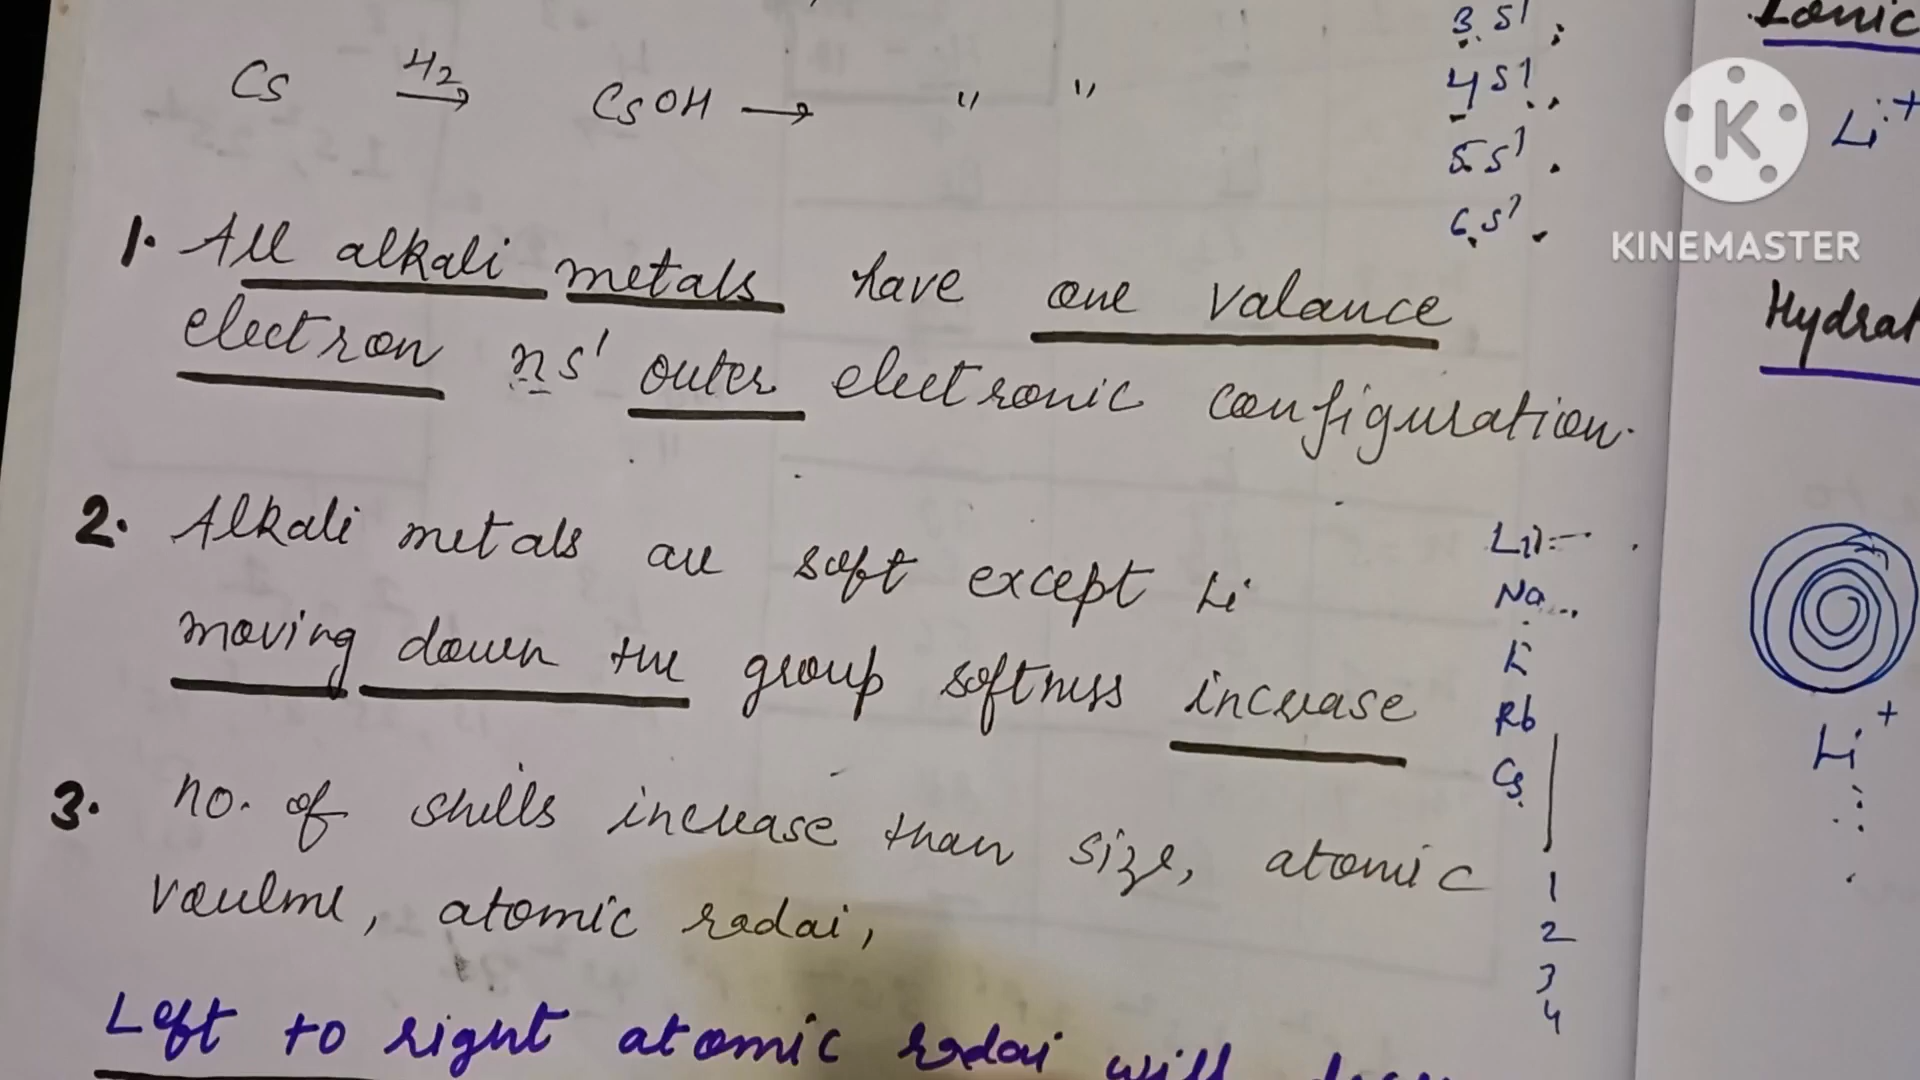 3s¹ ;
Ionic
Cs H2 → CsOH → " "
4s¹ ..
Li⁺
5s¹ .
6s¹ .
KINEMASTER
1. All alkali metals have one valance
electron ns¹ outer electronic configuration.
Hydrat
2. Alkali metals are soft except Li
moving down the group softness increase
Li
Na
K
Rb
Cs
Li⁺
3. no. of shells increase than size, atomic
voulme, atomic radai,
1
2
3
4
Left to right atomic radai will